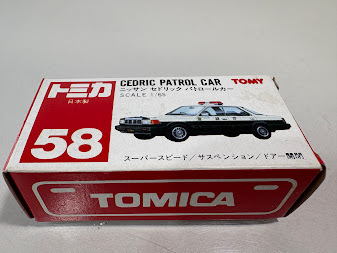 トミカ
日本製
58
CEDRIC PATROL CAR
TOMY
ニッサン セドリック パトロールカー
SCALE 1/65
スーパースピード/サスペンション/ドアー開閉
TOMICA